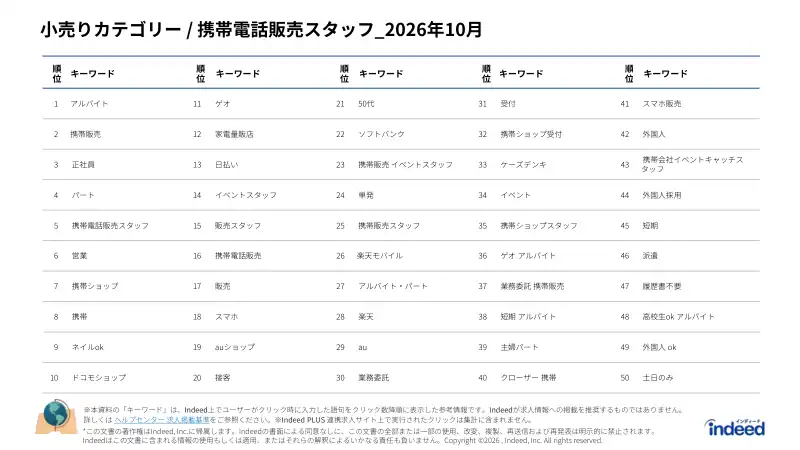 小売りカテゴリー / 携帯電話販売スタッフ_2026年10月
順位 キーワード 順位 キーワード 順位 キーワード 順位 キーワード 順位 キーワード
1 アルバイト 11 ゲオ 21 50代 31 受付 41 スマホ販売
2 携帯販売 12 家電量販店 22 ソフトバンク 32 携帯ショップ受付 42 外国人
3 正社員 13 日払い 23 携帯販売 イベントスタッフ 33 ケーズデンキ 43 携帯会社イベントキャッチスタッフ
4 パート 14 イベントスタッフ 24 単発 34 イベント 44 外国人採用
5 携帯電話販売スタッフ 15 販売スタッフ 25 携帯販売スタッフ 35 携帯ショップスタッフ 45 短期
6 営業 16 携帯電話販売 26 楽天モバイル 36 ゲオ アルバイト 46 派遣
7 携帯ショップ 17 販売 27 アルバイト・パート 37 業務委託 携帯販売 47 履歴書不要
8 携帯 18 スマホ 28 楽天 38 短期 アルバイト 48 高校生ok アルバイト
9 ネイルok 19 auショップ 29 au 39 主婦パート 49 外国人 ok
10 ドコモショップ 20 接客 30 業務委託 40 クローザー 携帯 50 土日のみ
※本資料の「キーワード」は、Indeed上でユーザーがクリック時に入力した語句をクリック数降順に表示した参考情報です。Indeedが求人情報への掲載を推奨するものではありません。
詳しくは ヘルプセンター 求人掲載基準をご参照ください。※Indeed PLUS 連携求人サイト上で実行されたクリックは集計に含まれません。
*この文書の著作権はIndeed, Inc.に帰属します。Indeedの書面による同意なしに、この文書の全部または一部の使用、改変、複製、再送信および再発表は明示的に禁止されます。
Indeedはこの文書に含まれる情報の使用もしくは適用、またはそれらの解釈によるいかなる責任も負いません。Copyright ©2026 , Indeed, Inc. All rights reserved.
インディード
indeed